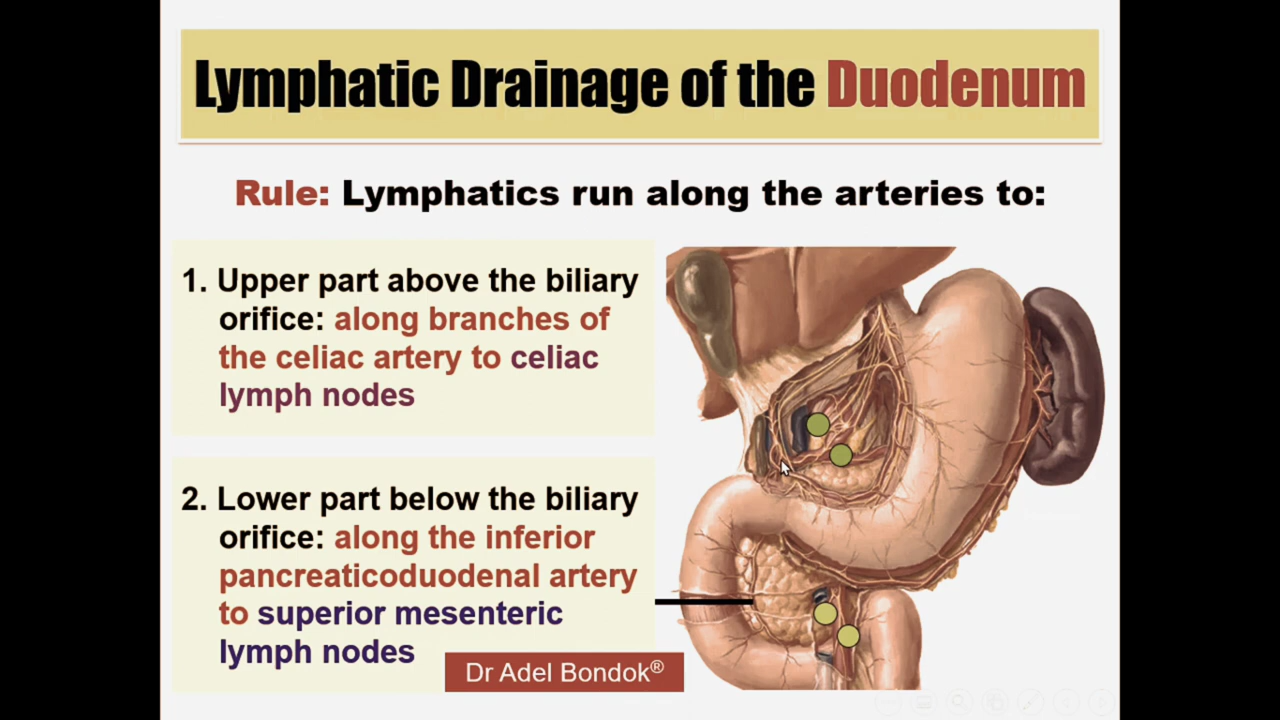 Lymphatic Drainage of the Duodenum
Rule: Lymphatics run along the arteries to:
1. Upper part above the biliary
orifice: along branches of
the celiac artery to celiac
lymph nodes
2. Lower part below the biliary
orifice: along the inferior
pancreaticoduodenal artery
to superior mesenteric
lymph nodes
Dr Adel Bondok®